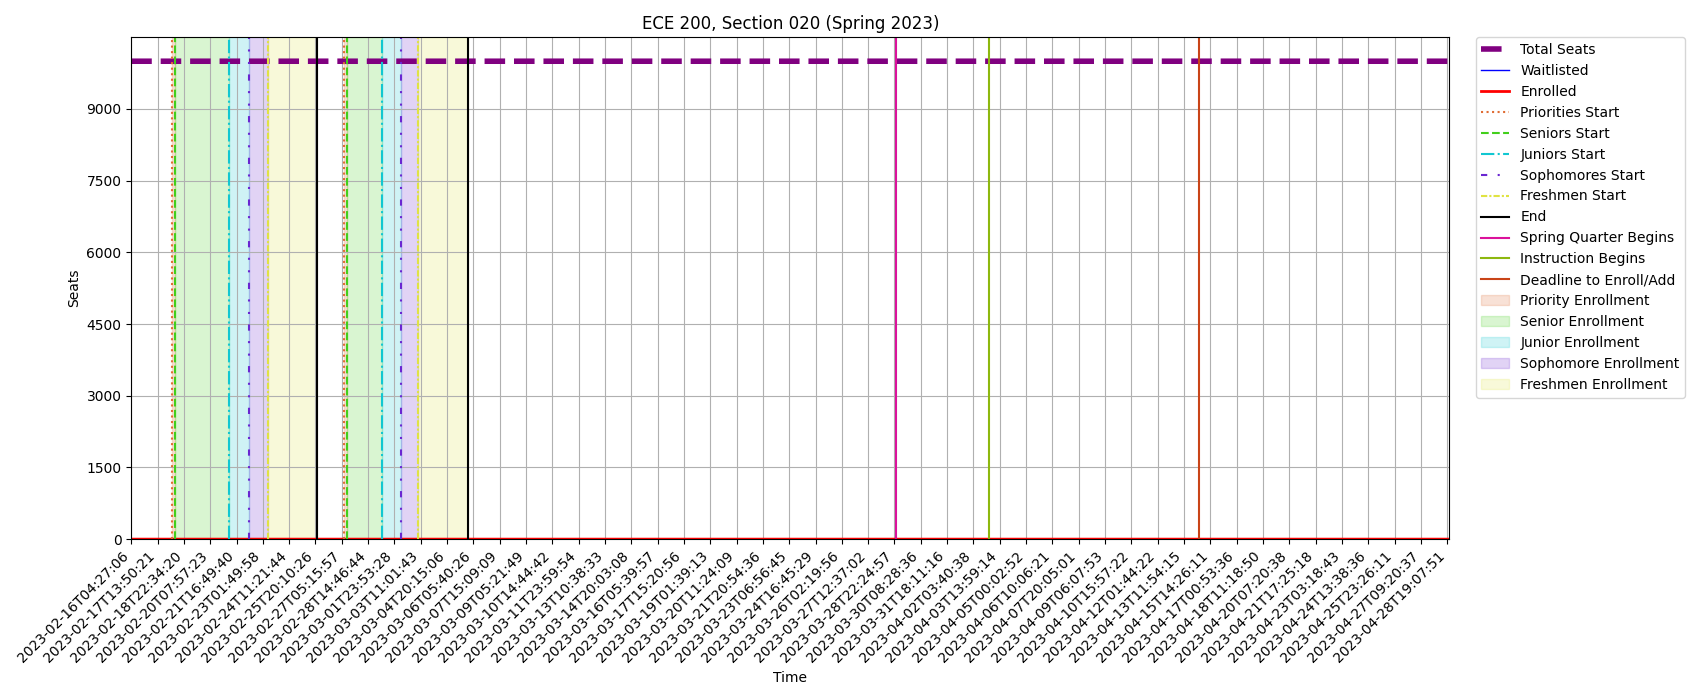 ECE 200, Section 020 (Spring 2023)
Seats
9000
7500
6000
4500
3000
1500
0
2023-02-16T04:27:06
2023-02-17T13:50:21
2023-02-18T22:34:20
2023-02-20T07:57:23
2023-02-21T16:49:40
2023-02-23T01:49:58
2023-02-24T11:21:44
2023-02-25T20:10:26
2023-02-27T05:15:57
2023-02-28T14:46:44
2023-03-01T23:53:28
2023-03-03T11:01:43
2023-03-04T20:15:06
2023-03-06T05:40:26
2023-03-07T15:09:09
2023-03-09T05:21:49
2023-03-10T14:44:42
2023-03-11T23:59:54
2023-03-13T10:38:33
2023-03-14T20:03:08
2023-03-16T05:39:57
2023-03-17T15:20:56
2023-03-19T01:39:13
2023-03-20T11:24:09
2023-03-21T20:54:36
2023-03-23T06:56:45
2023-03-24T16:45:29
2023-03-26T02:19:56
2023-03-27T12:37:02
2023-03-28T22:24:57
2023-03-30T08:28:36
2023-03-31T18:11:16
2023-04-02T03:40:38
2023-04-03T13:59:14
2023-04-05T00:02:52
2023-04-06T10:06:21
2023-04-07T20:05:01
2023-04-09T06:07:53
2023-04-10T15:57:22
2023-04-12T01:44:22
2023-04-13T11:54:15
2023-04-15T14:26:11
2023-04-17T00:53:36
2023-04-18T11:18:50
2023-04-20T07:20:38
2023-04-21T17:25:18
2023-04-23T03:18:43
2023-04-24T13:38:36
2023-04-25T23:26:11
2023-04-27T09:20:37
2023-04-28T19:07:51
Time
Total Seats
Waitlisted
Enrolled
Priorities Start
Seniors Start
Juniors Start
Sophomores Start
Freshmen Start
End
Spring Quarter Begins
Instruction Begins
Deadline to Enroll/Add
Priority Enrollment
Senior Enrollment
Junior Enrollment
Sophomore Enrollment
Freshmen Enrollment